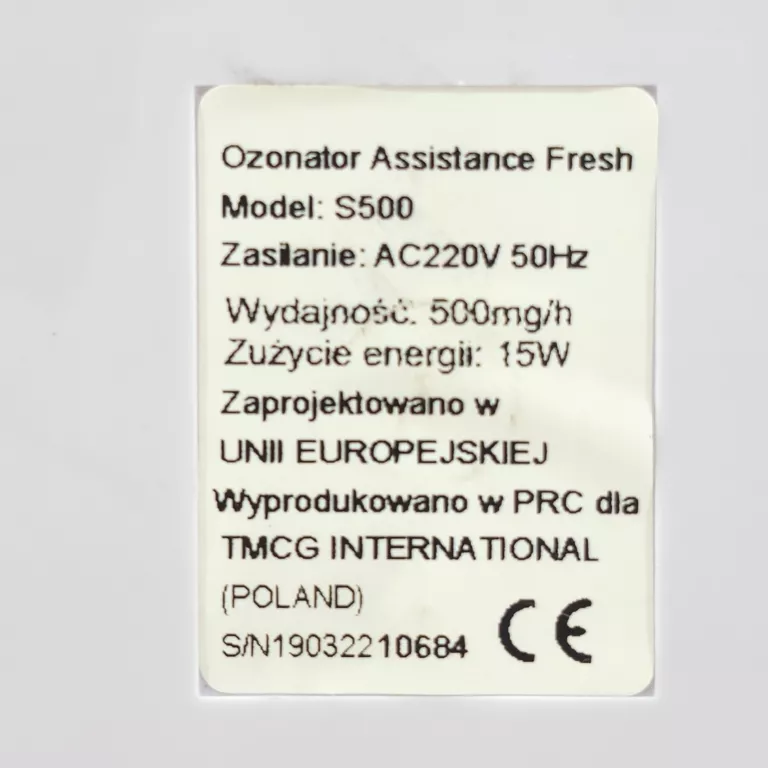 Ozonator Assistance Fresh
Model: S500
Zasilanie: AC220V 50Hz
Wydajność: 500mg/h
Zużycie energii: 15W
Zaprojektowano w
UNII EUROPEJSKIEJ
Wyprodukowano w PRC dla
TMCG INTERNATIONAL
(POLAND)
S/N19032210684 CE